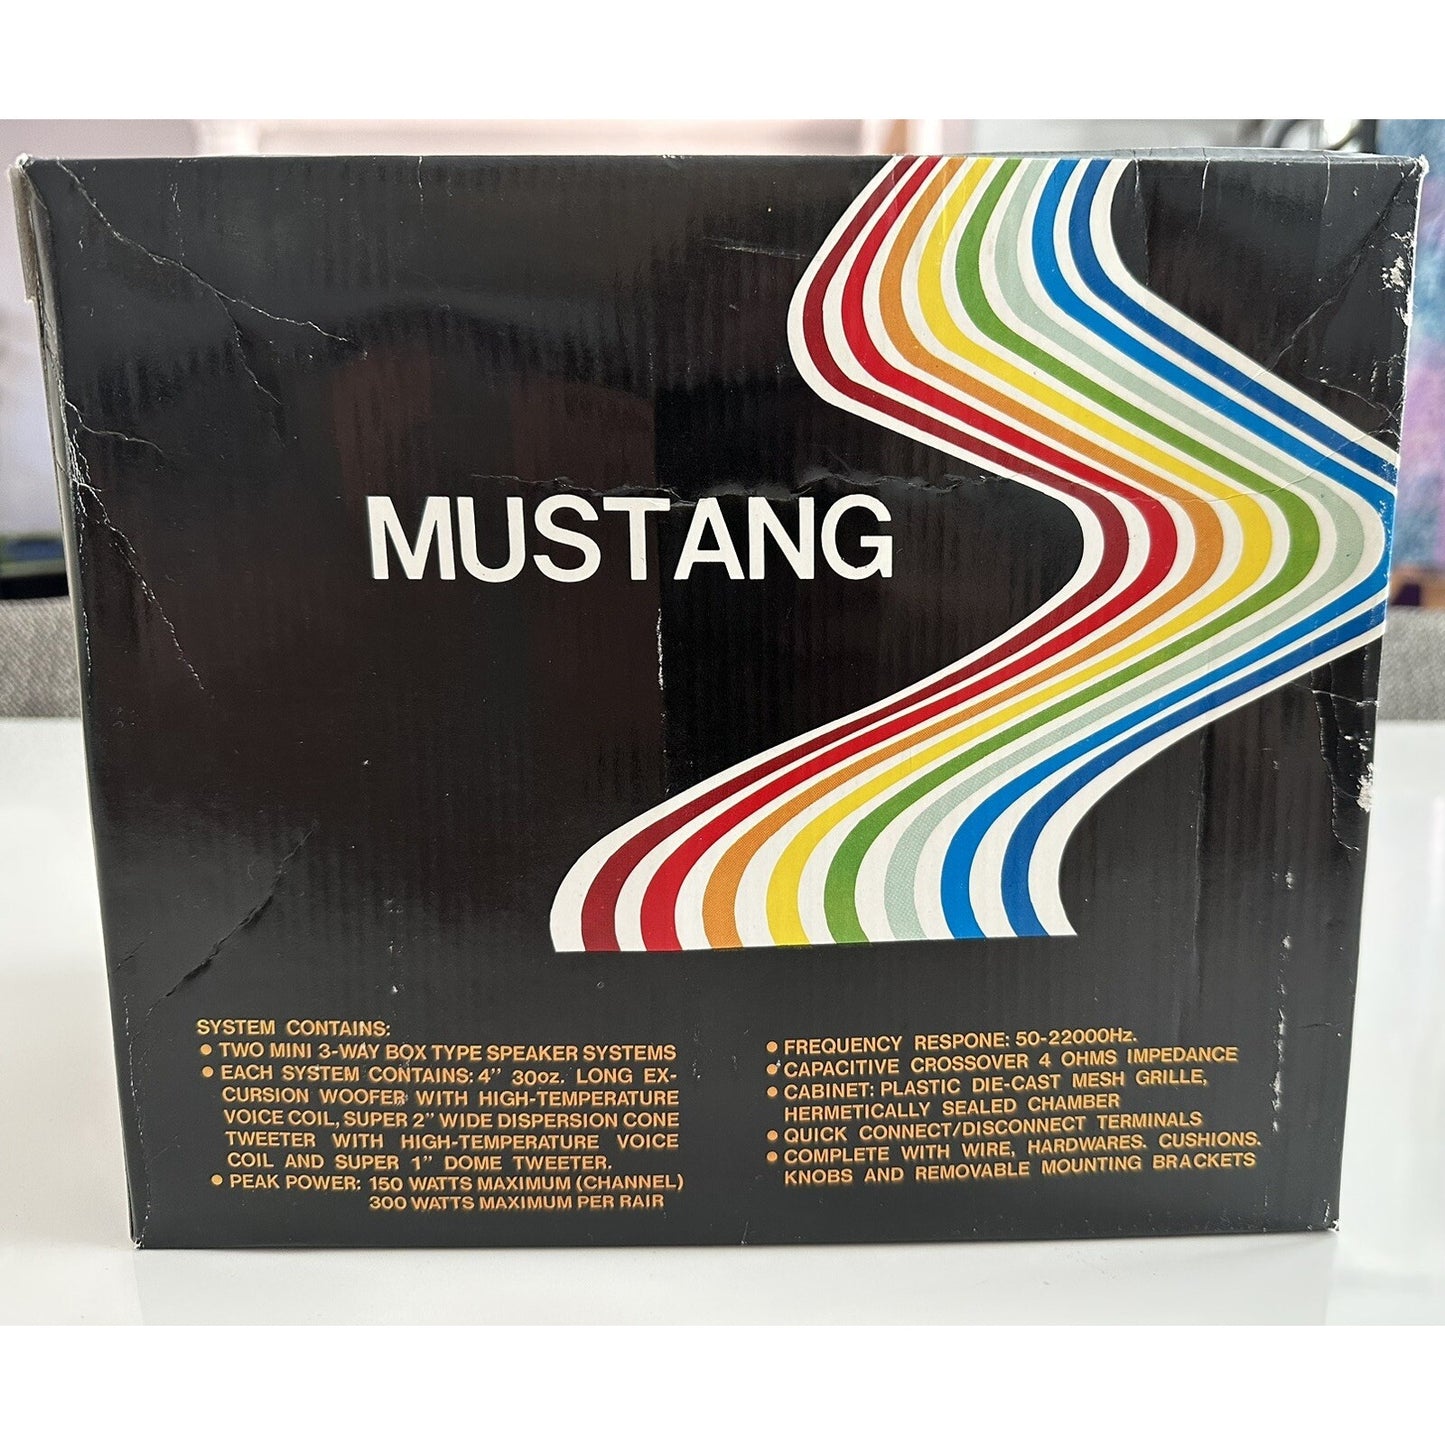 MUSTANG
SYSTEM CONTAINS:
• TWO MINI 3-WAY BOX TYPE SPEAKER SYSTEMS
• EACH SYSTEM CONTAINS: 4" 30oz. LONG EX-
CURSION WOOFER WITH HIGH-TEMPERATURE
VOICE COIL, SUPER 2" WIDE DISPERSION CONE
TWEETER WITH HIGH-TEMPERATURE VOICE
COIL AND SUPER 1" DOME TWEETER.
• PEAK POWER: 150 WATTS MAXIMUM (CHANNEL)
300 WATTS MAXIMUM PER RAIR
• FREQUENCY RESPONE: 50-22000Hz.
• CAPACITIVE CROSSOVER 4 OHMS IMPEDANCE
• CABINET: PLASTIC DIE-CAST MESH GRILLE,
HERMETICALLY SEALED CHAMBER
• QUICK CONNECT/DISCONNECT TERMINALS
• COMPLETE WITH WIRE, HARDWARES. CUSHIONS.
KNOBS AND REMOVABLE MOUNTING BRACKETS